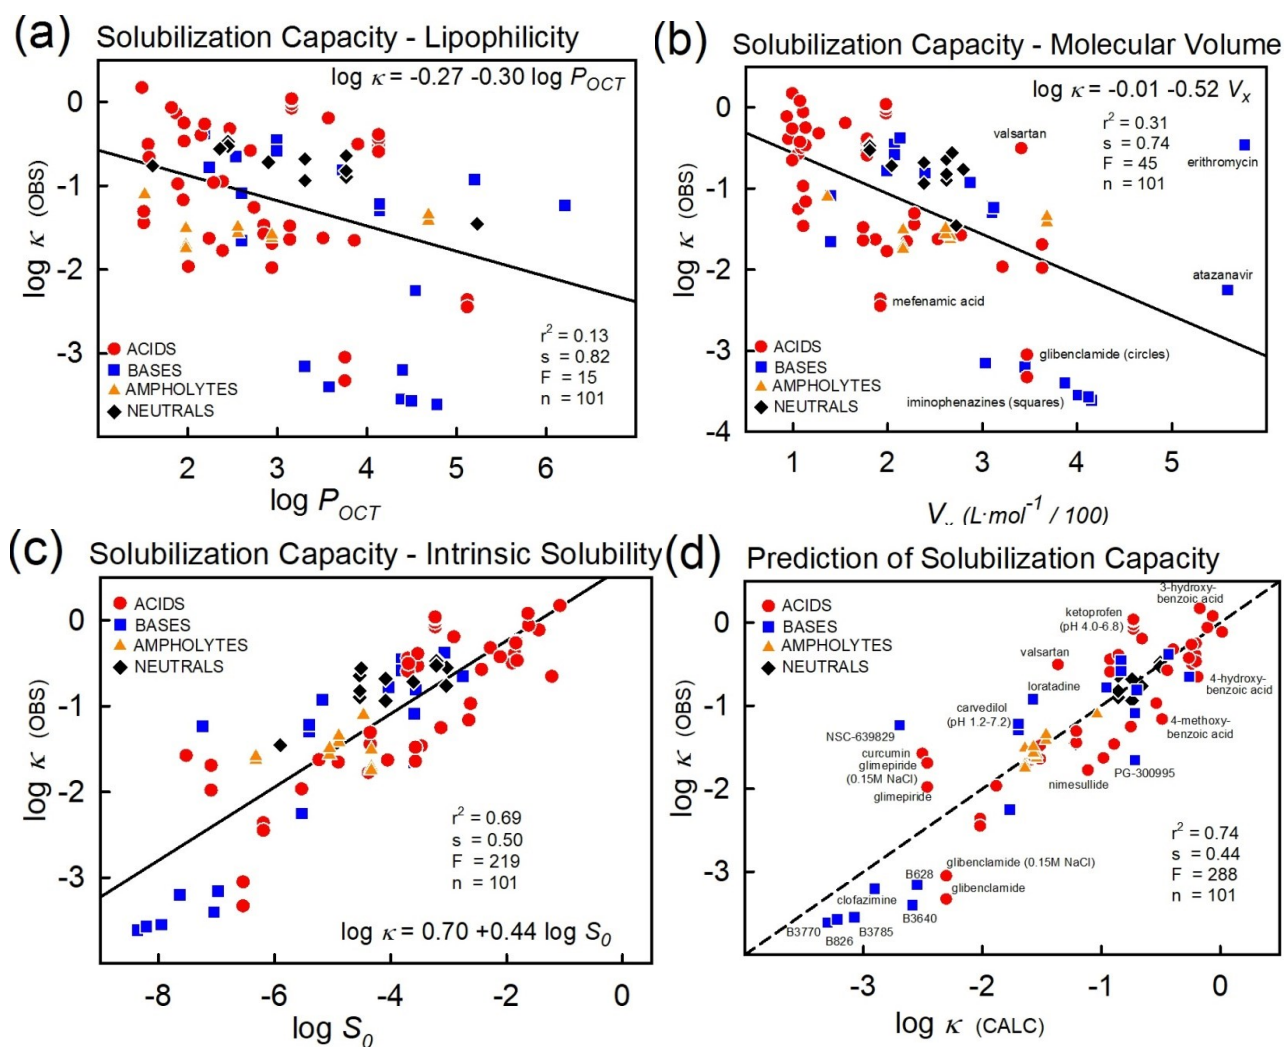 (a) Solubilization Capacity - Lipophilicity
log κ = -0.27 -0.30 log P_OCT
0
-1
-2
-3
log κ (OBS)
ACIDS
BASES
AMPHOLYTES
NEUTRALS
r² = 0.13
s = 0.82
F = 15
n = 101
2 3 4 5 6
log P_OCT
(b) Solubilization Capacity - Molecular Volume
log κ = -0.01 -0.52 Vₓ
r² = 0.31
s = 0.74
F = 45
n = 101
0
-1
-2
-3
-4
log κ (OBS)
valsartan
erithromycin
atazanavir
mefenamic acid
glibenclamide (circles)
iminophenazines (squares)
ACIDS
BASES
AMPHOLYTES
NEUTRALS
1 2 3 4 5
Vₓ (L·mol⁻¹ / 100)
(c) Solubilization Capacity - Intrinsic Solubility
ACIDS
BASES
AMPHOLYTES
NEUTRALS
0
-1
-2
-3
log κ (OBS)
r² = 0.69
s = 0.50
F = 219
n = 101
log κ = 0.70 +0.44 log S₀
-8 -6 -4 -2 0
log S₀
(d) Prediction of Solubilization Capacity
ACIDS
BASES
AMPHOLYTES
NEUTRALS
0
-1
-2
-3
log κ (OBS)
3-hydroxy-
benzoic acid
ketoprofen
(pH 4.0-6.8)
valsartan
loratadine
carvedilol
(pH 1.2-7.2)
NSC-639829
curcumin
glimepiride
(0.15M NaCl)
glimepiride
4-hydroxy-
benzoic acid
4-methoxy-
benzoic acid
PG-300995
nimesulide
glibenclamide (0.15M NaCl)
B628
clofazimine
glibenclamide
B3640
B3770
B3785
B826
r² = 0.74
s = 0.44
F = 288
n = 101
-3 -2 -1 0
log κ (CALC)